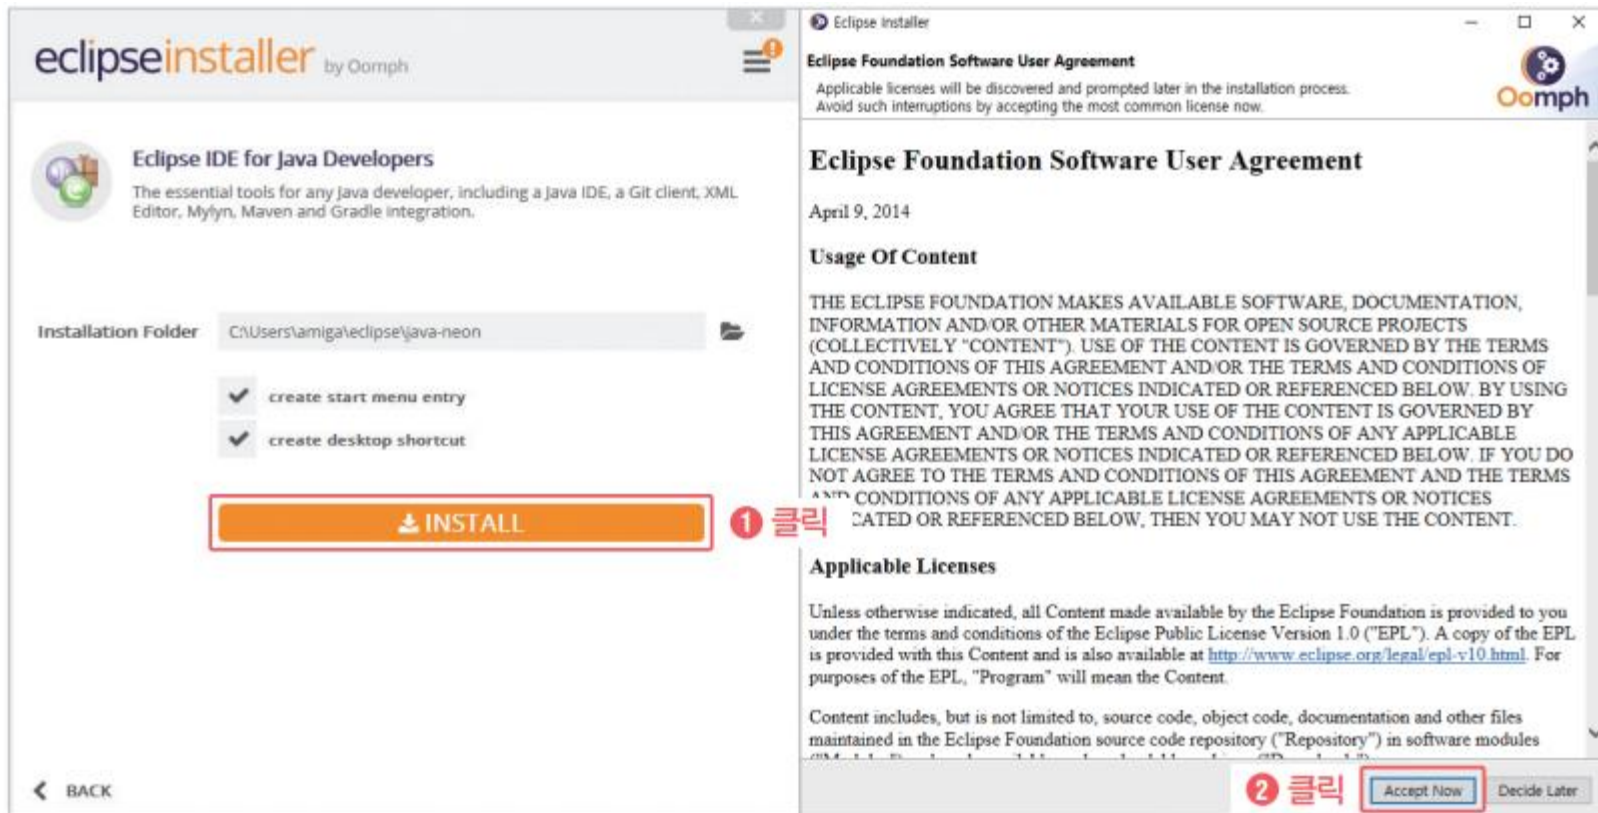 eclipseinstaller by Oomph
Eclipse IDE for Java Developers
The essential tools for any Java developer, including a Java IDE, a Git client, XML
Editor, Mylyn, Maven and Gradle integration.
Installation Folder C:\Users\amiga\eclipse\java-neon
create start menu entry
create desktop shortcut
INSTALL
1 클릭
BACK
Eclipse Installer
Eclipse Foundation Software User Agreement
Applicable licenses will be discovered and prompted later in the installation process.
Avoid such interruptions by accepting the most common license now.
Oomph
Eclipse Foundation Software User Agreement
April 9, 2014
Usage Of Content
THE ECLIPSE FOUNDATION MAKES AVAILABLE SOFTWARE, DOCUMENTATION,
INFORMATION AND/OR OTHER MATERIALS FOR OPEN SOURCE PROJECTS
(COLLECTIVELY "CONTENT"). USE OF THE CONTENT IS GOVERNED BY THE TERMS
AND CONDITIONS OF THIS AGREEMENT AND/OR THE TERMS AND CONDITIONS OF
LICENSE AGREEMENTS OR NOTICES INDICATED OR REFERENCED BELOW. BY USING
THE CONTENT, YOU AGREE THAT YOUR USE OF THE CONTENT IS GOVERNED BY
THIS AGREEMENT AND/OR THE TERMS AND CONDITIONS OF ANY APPLICABLE
LICENSE AGREEMENTS OR NOTICES INDICATED OR REFERENCED BELOW. IF YOU DO
NOT AGREE TO THE TERMS AND CONDITIONS OF THIS AGREEMENT AND THE TERMS
CONDITIONS OF ANY APPLICABLE LICENSE AGREEMENTS OR NOTICES
CATED OR REFERENCED BELOW, THEN YOU MAY NOT USE THE CONTENT.
Applicable Licenses
Unless otherwise indicated, all Content made available by the Eclipse Foundation is provided to you
under the terms and conditions of the Eclipse Public License Version 1.0 ("EPL"). A copy of the EPL
is provided with this Content and is also available at http://www.eclipse.org/legal/epl-v10.html. For
purposes of the EPL, "Program" will mean the Content.
Content includes, but is not limited to, source code, object code, documentation and other files
maintained in the Eclipse Foundation source code repository ("Repository") in software modules
2 클릭
Accept Now
Decide Later